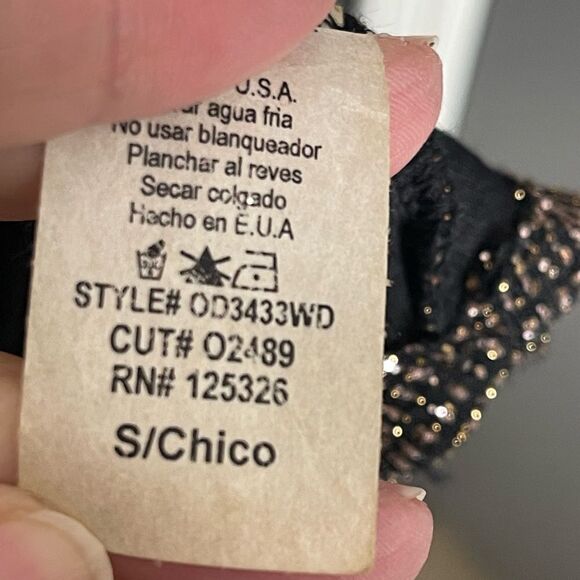 U.S.A.
agua fria
No usar blanqueador
Planchar al reves
Secar colgado
Hecho en E.U.A
STYLE# OD3433WD
CUT# O2489
RN# 125326
S/Chico